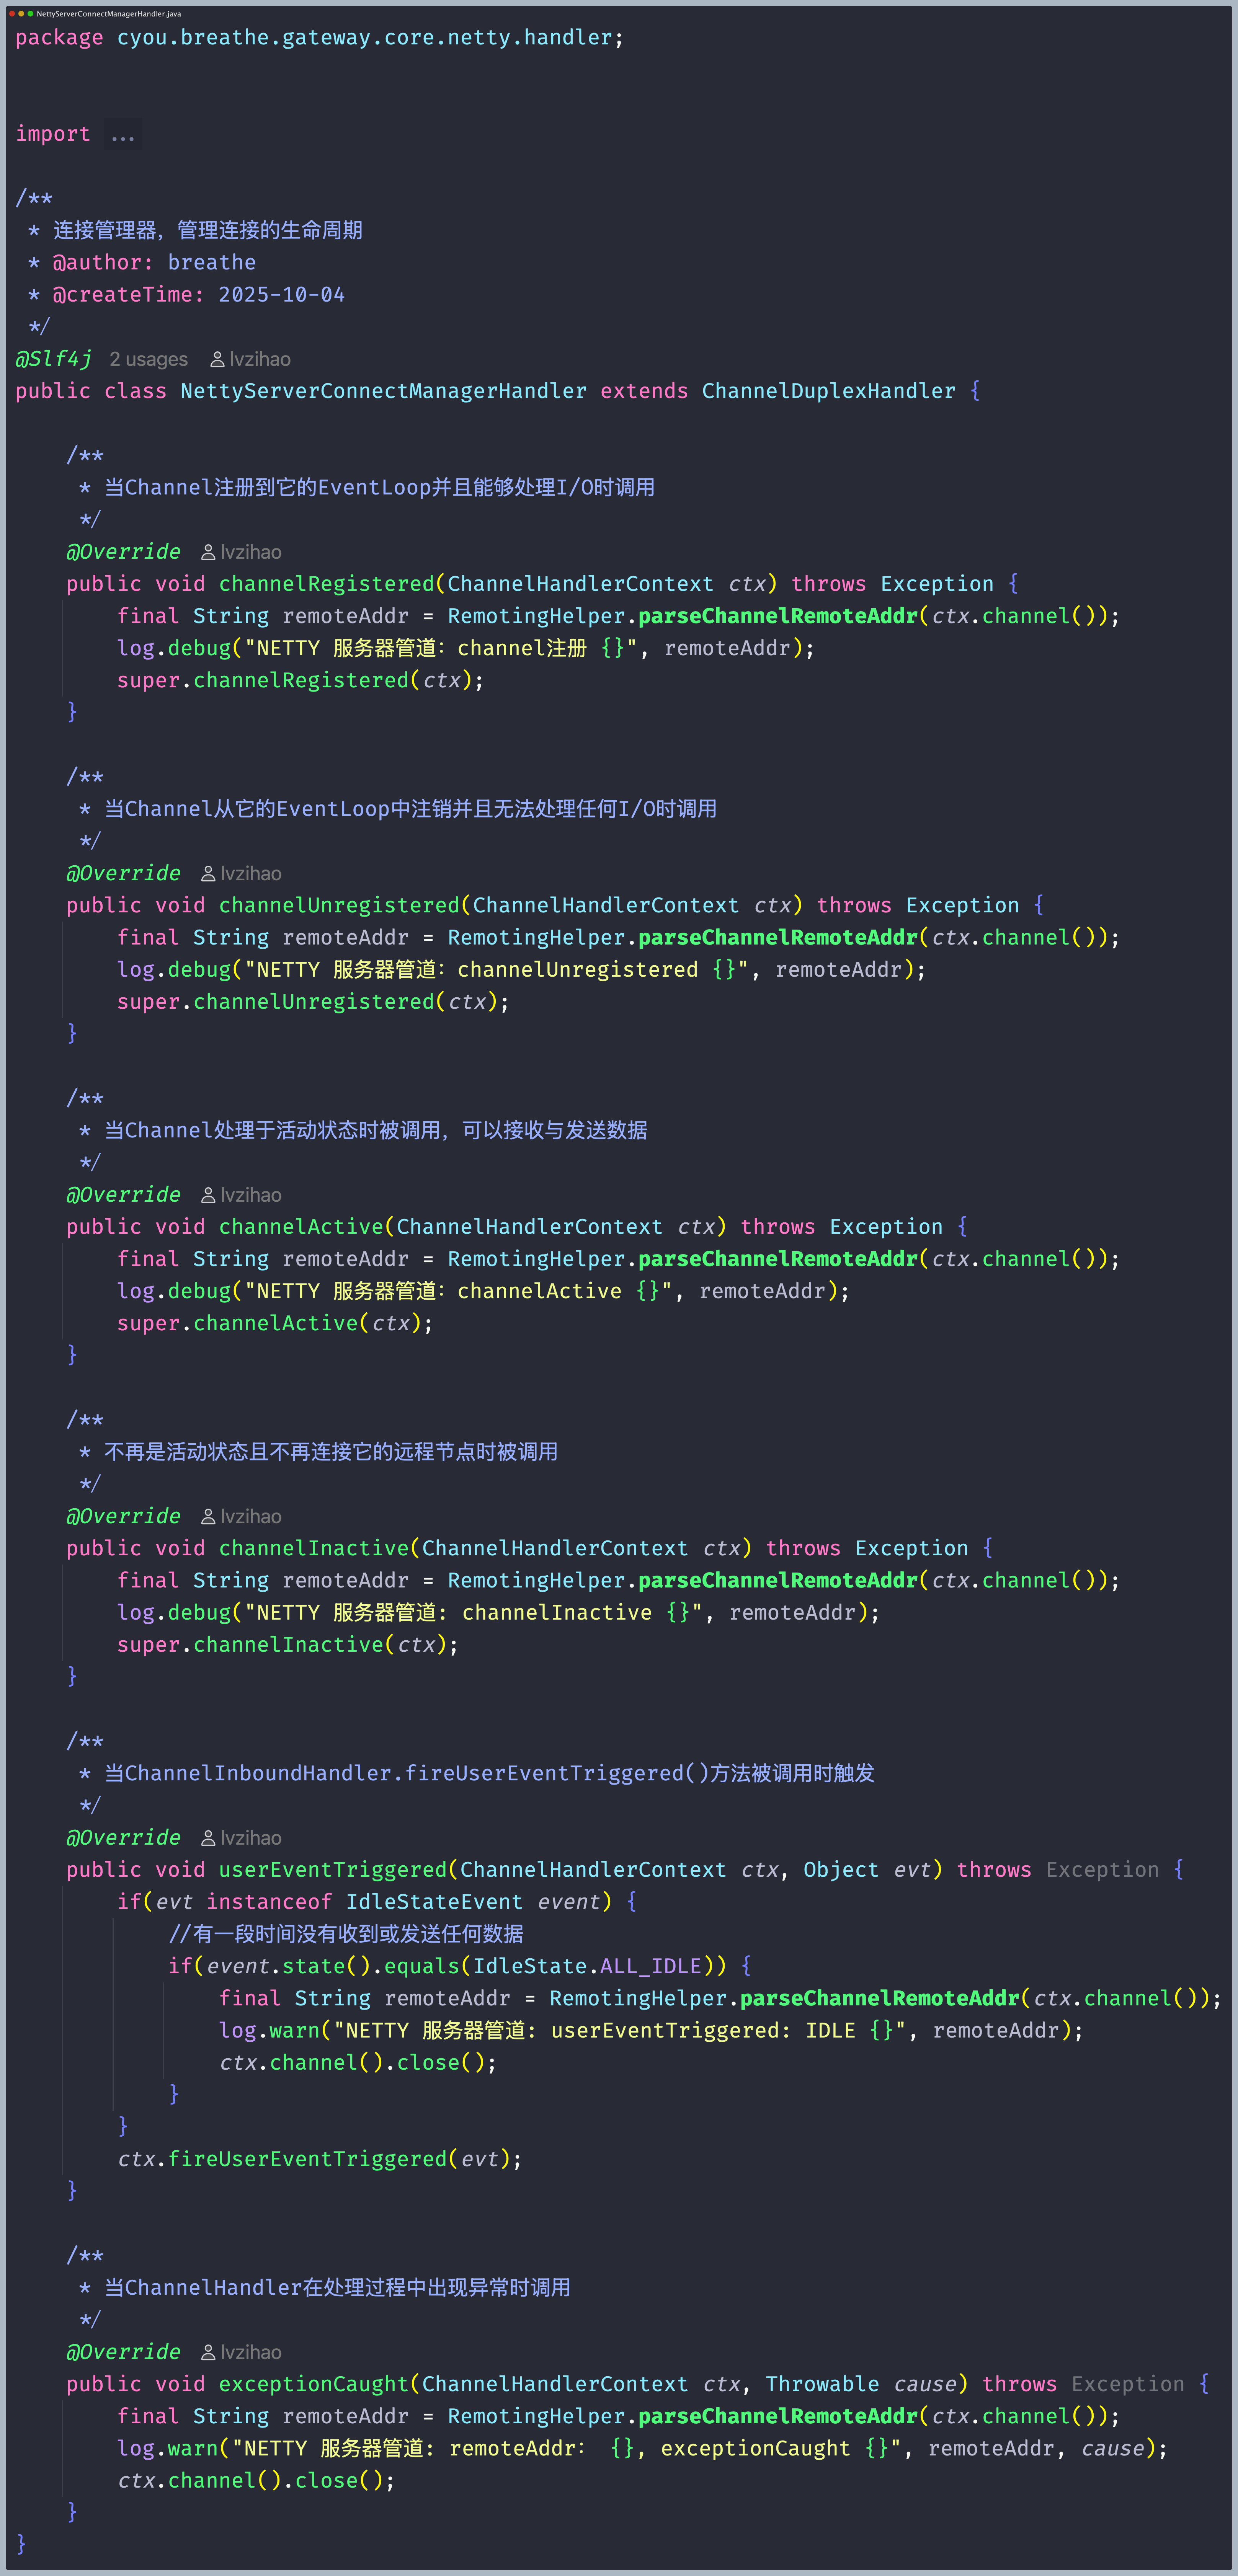 NettyServerConnectManagerHandler.java
package cyou.breathe.gateway.core.netty.handler;
import ...
/**
 * 连接管理器，管理连接的生命周期
 * @author: breathe
 * @createTime: 2025-10-04
 */
@Slf4j 2 usages lvzihao
public class NettyServerConnectManagerHandler extends ChannelDuplexHandler {
    /**
     * 当Channel注册到它的EventLoop并且能够处理I/O时调用
     */
    @Override lvzihao
    public void channelRegistered(ChannelHandlerContext ctx) throws Exception {
        final String remoteAddr = RemotingHelper.parseChannelRemoteAddr(ctx.channel());
        log.debug("NETTY 服务器管道：channel注册 {}", remoteAddr);
        super.channelRegistered(ctx);
    }
    /**
     * 当Channel从它的EventLoop中注销并且无法处理任何I/O时调用
     */
    @Override lvzihao
    public void channelUnregistered(ChannelHandlerContext ctx) throws Exception {
        final String remoteAddr = RemotingHelper.parseChannelRemoteAddr(ctx.channel());
        log.debug("NETTY 服务器管道：channelUnregistered {}", remoteAddr);
        super.channelUnregistered(ctx);
    }
    /**
     * 当Channel处理于活动状态时被调用，可以接收与发送数据
     */
    @Override lvzihao
    public void channelActive(ChannelHandlerContext ctx) throws Exception {
        final String remoteAddr = RemotingHelper.parseChannelRemoteAddr(ctx.channel());
        log.debug("NETTY 服务器管道：channelActive {}", remoteAddr);
        super.channelActive(ctx);
    }
    /**
     * 不再是活动状态且不再连接它的远程节点时被调用
     */
    @Override lvzihao
    public void channelInactive(ChannelHandlerContext ctx) throws Exception {
        final String remoteAddr = RemotingHelper.parseChannelRemoteAddr(ctx.channel());
        log.debug("NETTY 服务器管道: channelInactive {}", remoteAddr);
        super.channelInactive(ctx);
    }
    /**
     * 当ChannelInboundHandler.fireUserEventTriggered()方法被调用时触发
     */
    @Override lvzihao
    public void userEventTriggered(ChannelHandlerContext ctx, Object evt) throws Exception {
        if(evt instanceof IdleStateEvent event) {
            //有一段时间没有收到或发送任何数据
            if(event.state().equals(IdleState.ALL_IDLE)) {
                final String remoteAddr = RemotingHelper.parseChannelRemoteAddr(ctx.channel());
                log.warn("NETTY 服务器管道: userEventTriggered: IDLE {}", remoteAddr);
                ctx.channel().close();
            }
        }
        ctx.fireUserEventTriggered(evt);
    }
    /**
     * 当ChannelHandler在处理过程中出现异常时调用
     */
    @Override lvzihao
    public void exceptionCaught(ChannelHandlerContext ctx, Throwable cause) throws Exception {
        final String remoteAddr = RemotingHelper.parseChannelRemoteAddr(ctx.channel());
        log.warn("NETTY 服务器管道: remoteAddr： {}, exceptionCaught {}", remoteAddr, cause);
        ctx.channel().close();
    }
}